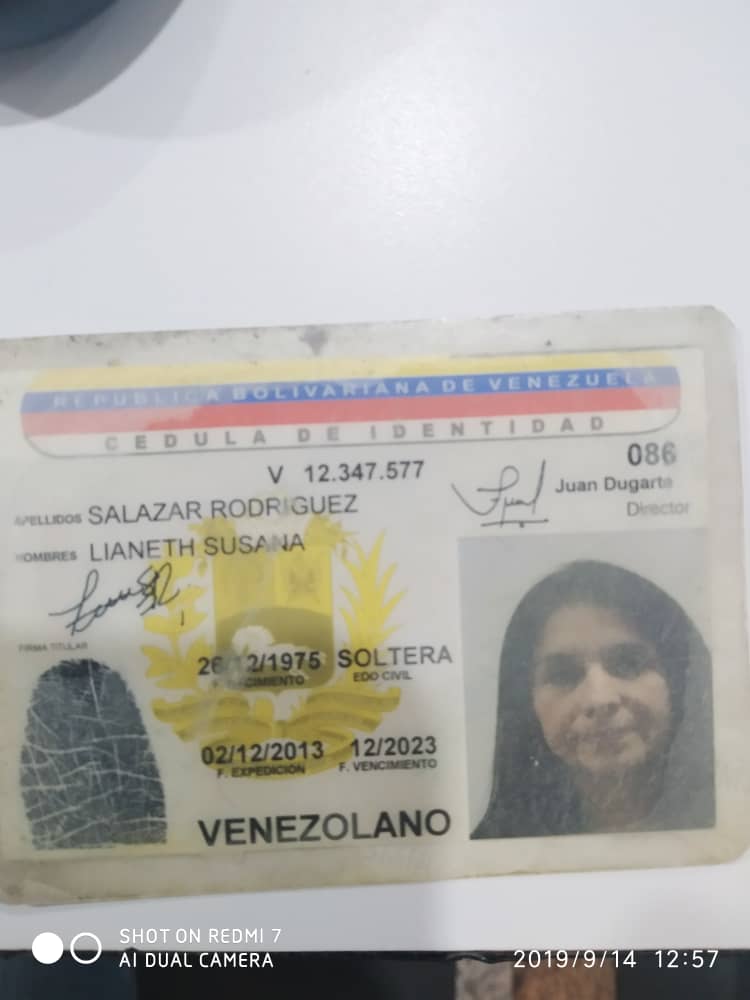 REPUBLICA BOLIVARIANA DE VENEZUELA
CEDULA DE IDENTIDAD
V 12.347.577
086
Juan Dugarte
Director
APELLIDOS SALAZAR RODRIGUEZ
NOMBRES LIANETH SUSANA
FIRMA TITULAR
26/12/1975 SOLTERA
F. NACIMIENTO EDO CIVIL
02/12/2013 12/2023
F. EXPEDICIÓN F. VENCIMIENTO
VENEZOLANO
SHOT ON REDMI 7
AI DUAL CAMERA
2019/9/14 12:57